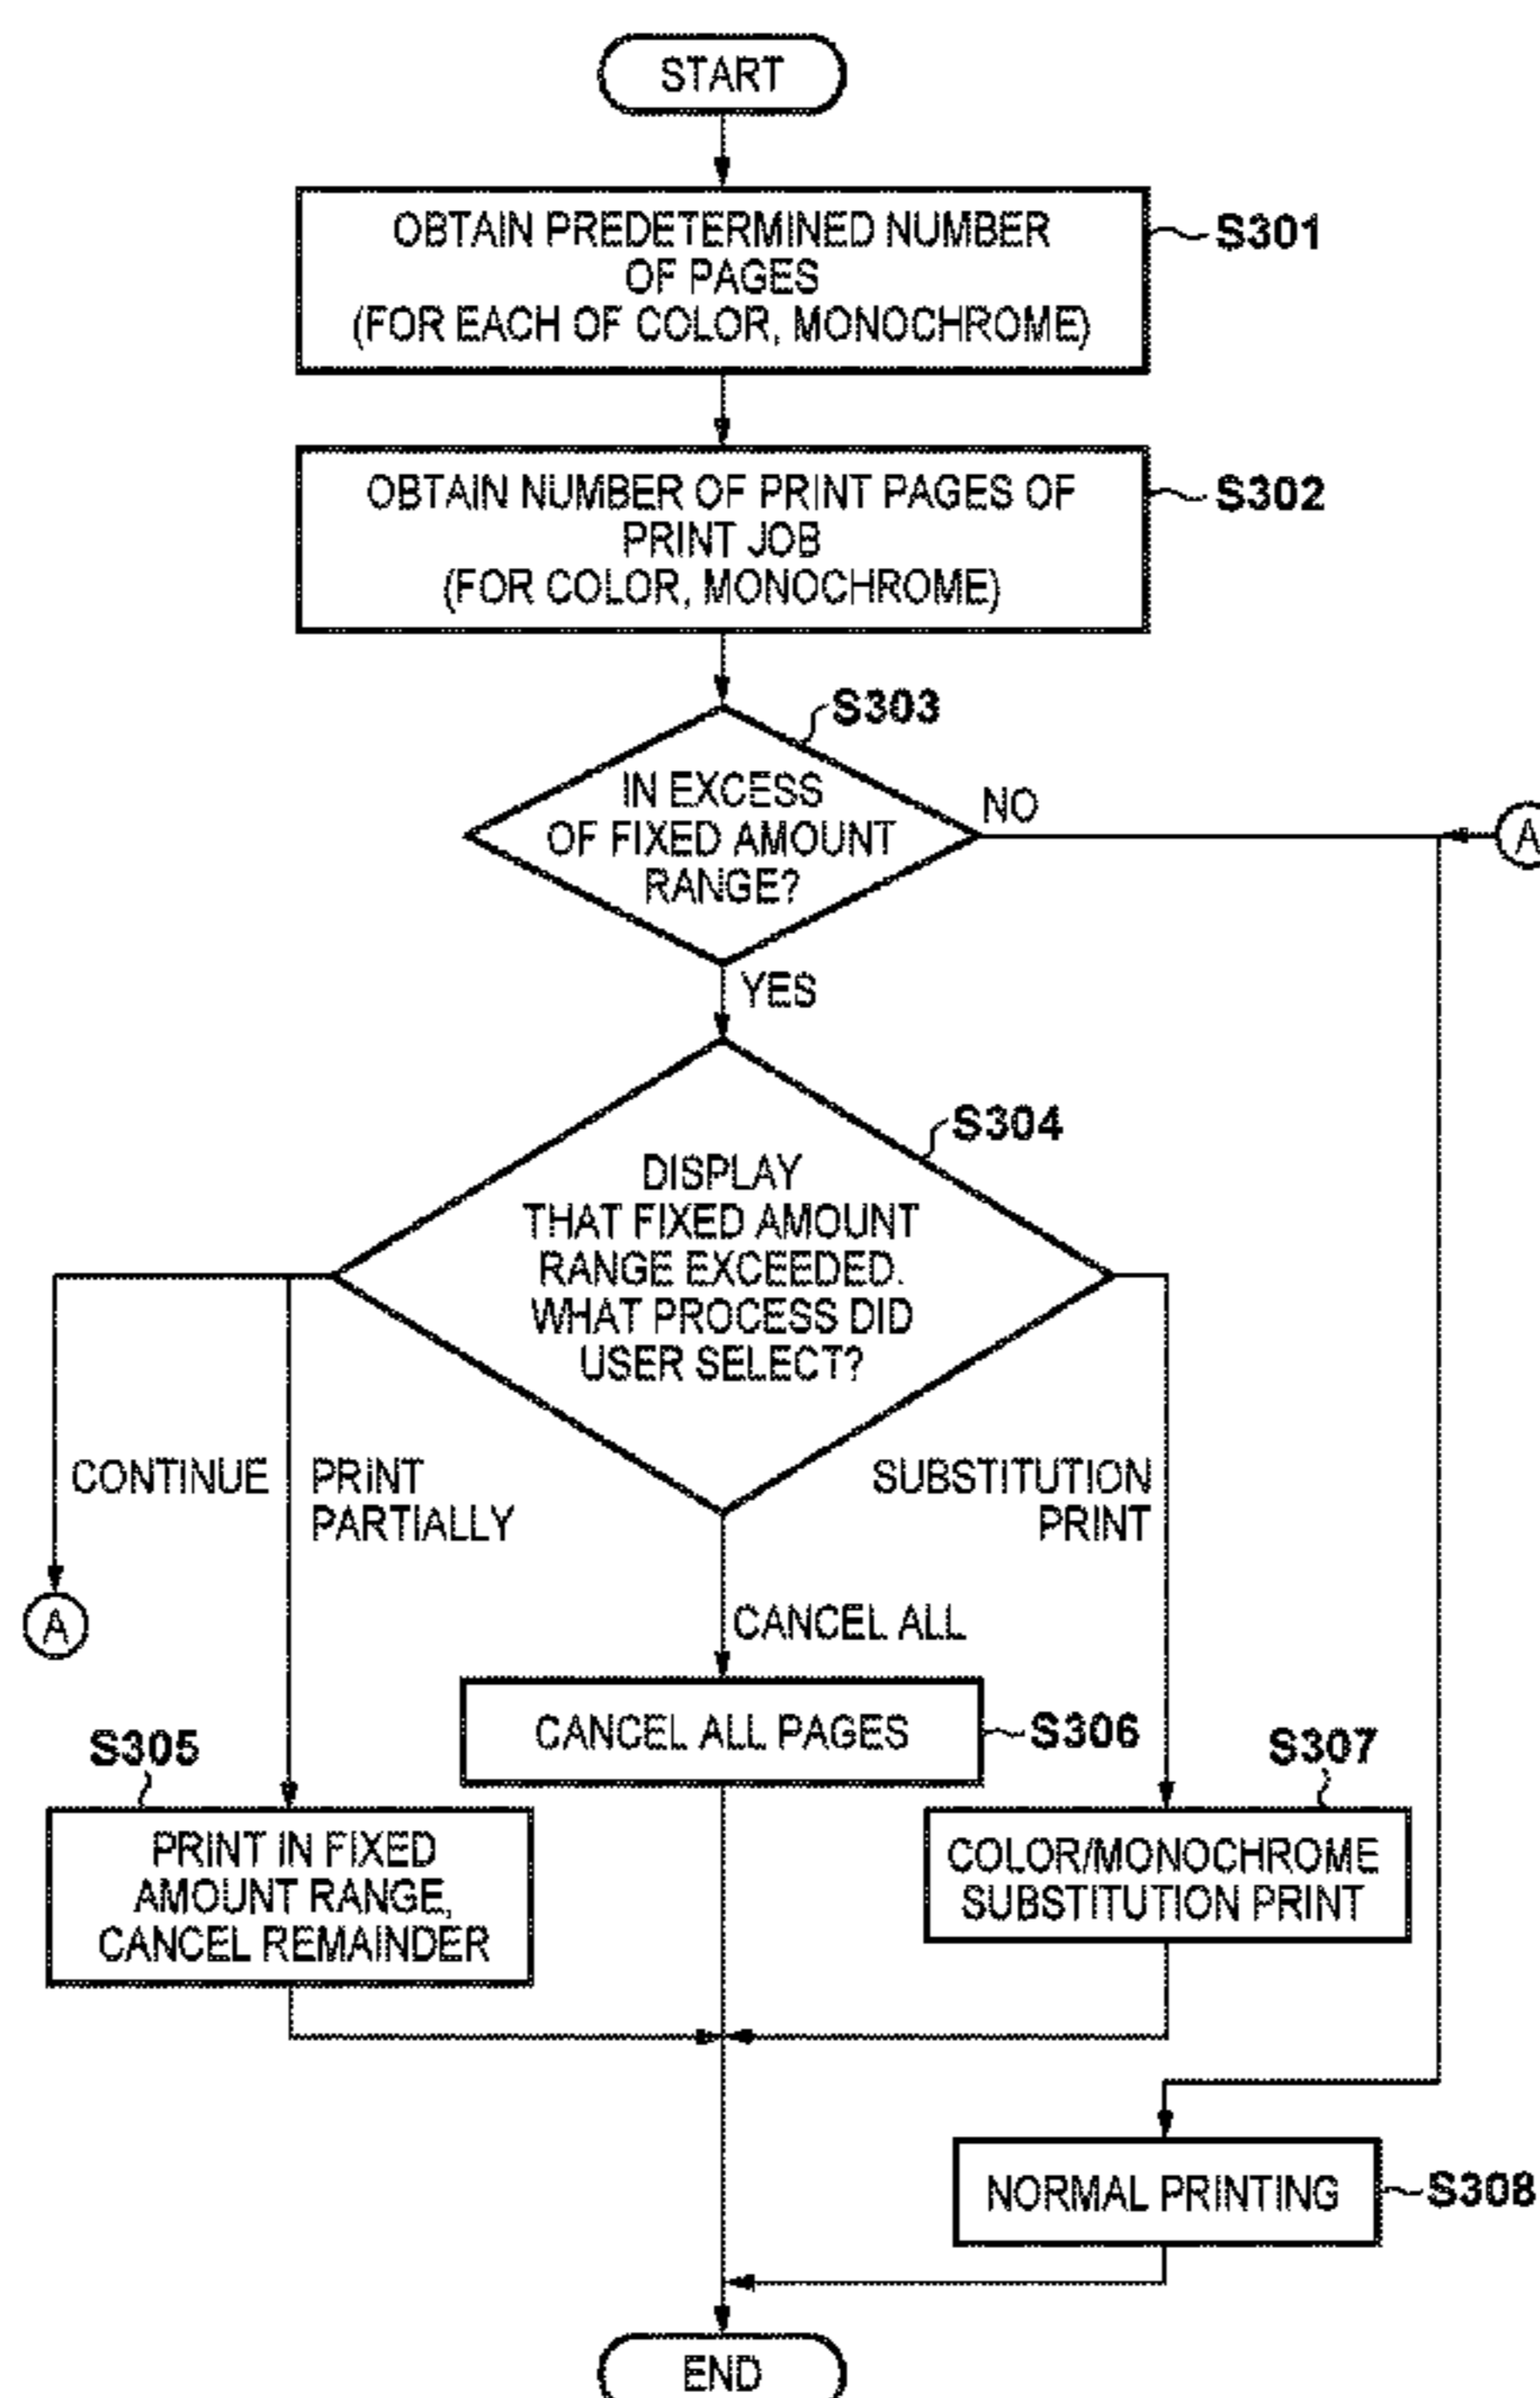 START
OBTAIN PREDETERMINED NUMBER
OF PAGES
(FOR EACH OF COLOR, MONOCHROME)
S301
OBTAIN NUMBER OF PRINT PAGES OF
PRINT JOB
(FOR COLOR, MONOCHROME)
S302
S303
IN EXCESS
OF FIXED AMOUNT
RANGE?
NO
A
YES
S304
DISPLAY
THAT FIXED AMOUNT
RANGE EXCEEDED.
WHAT PROCESS DID
USER SELECT?
CONTINUE
PRINT
PARTIALLY
SUBSTITUTION
PRINT
A
CANCEL ALL
CANCEL ALL PAGES
S306
S305
S307
PRINT IN FIXED
AMOUNT RANGE,
CANCEL REMAINDER
COLOR/MONOCHROME
SUBSTITUTION PRINT
NORMAL PRINTING
S308
END